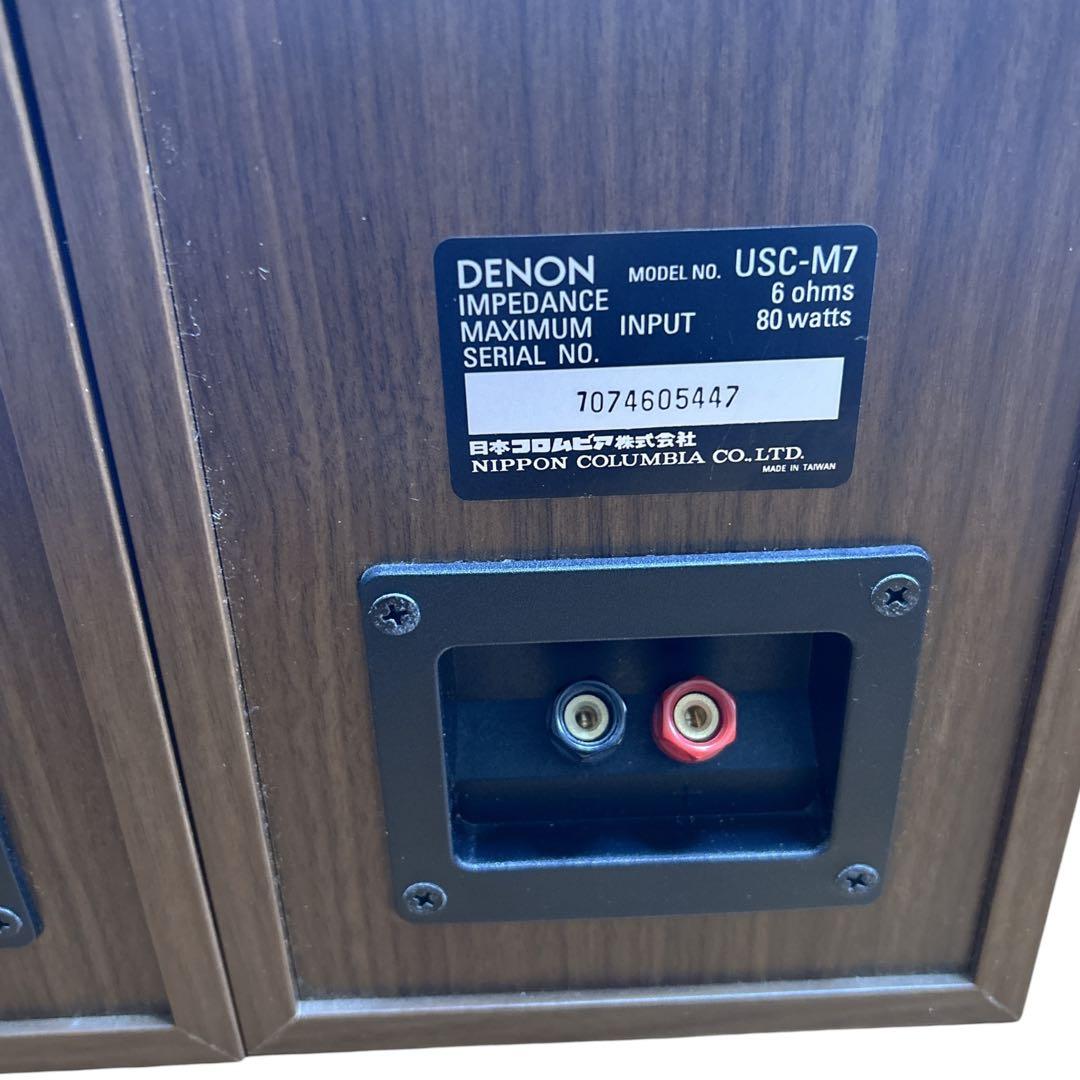 DENON MODEL NO. USC-M7
IMPEDANCE 6 ohms
MAXIMUM INPUT 80 watts
SERIAL NO.
7074605447
日本コロムビア株式会社
NIPPON COLUMBIA CO., LTD.
MADE IN TAIWAN